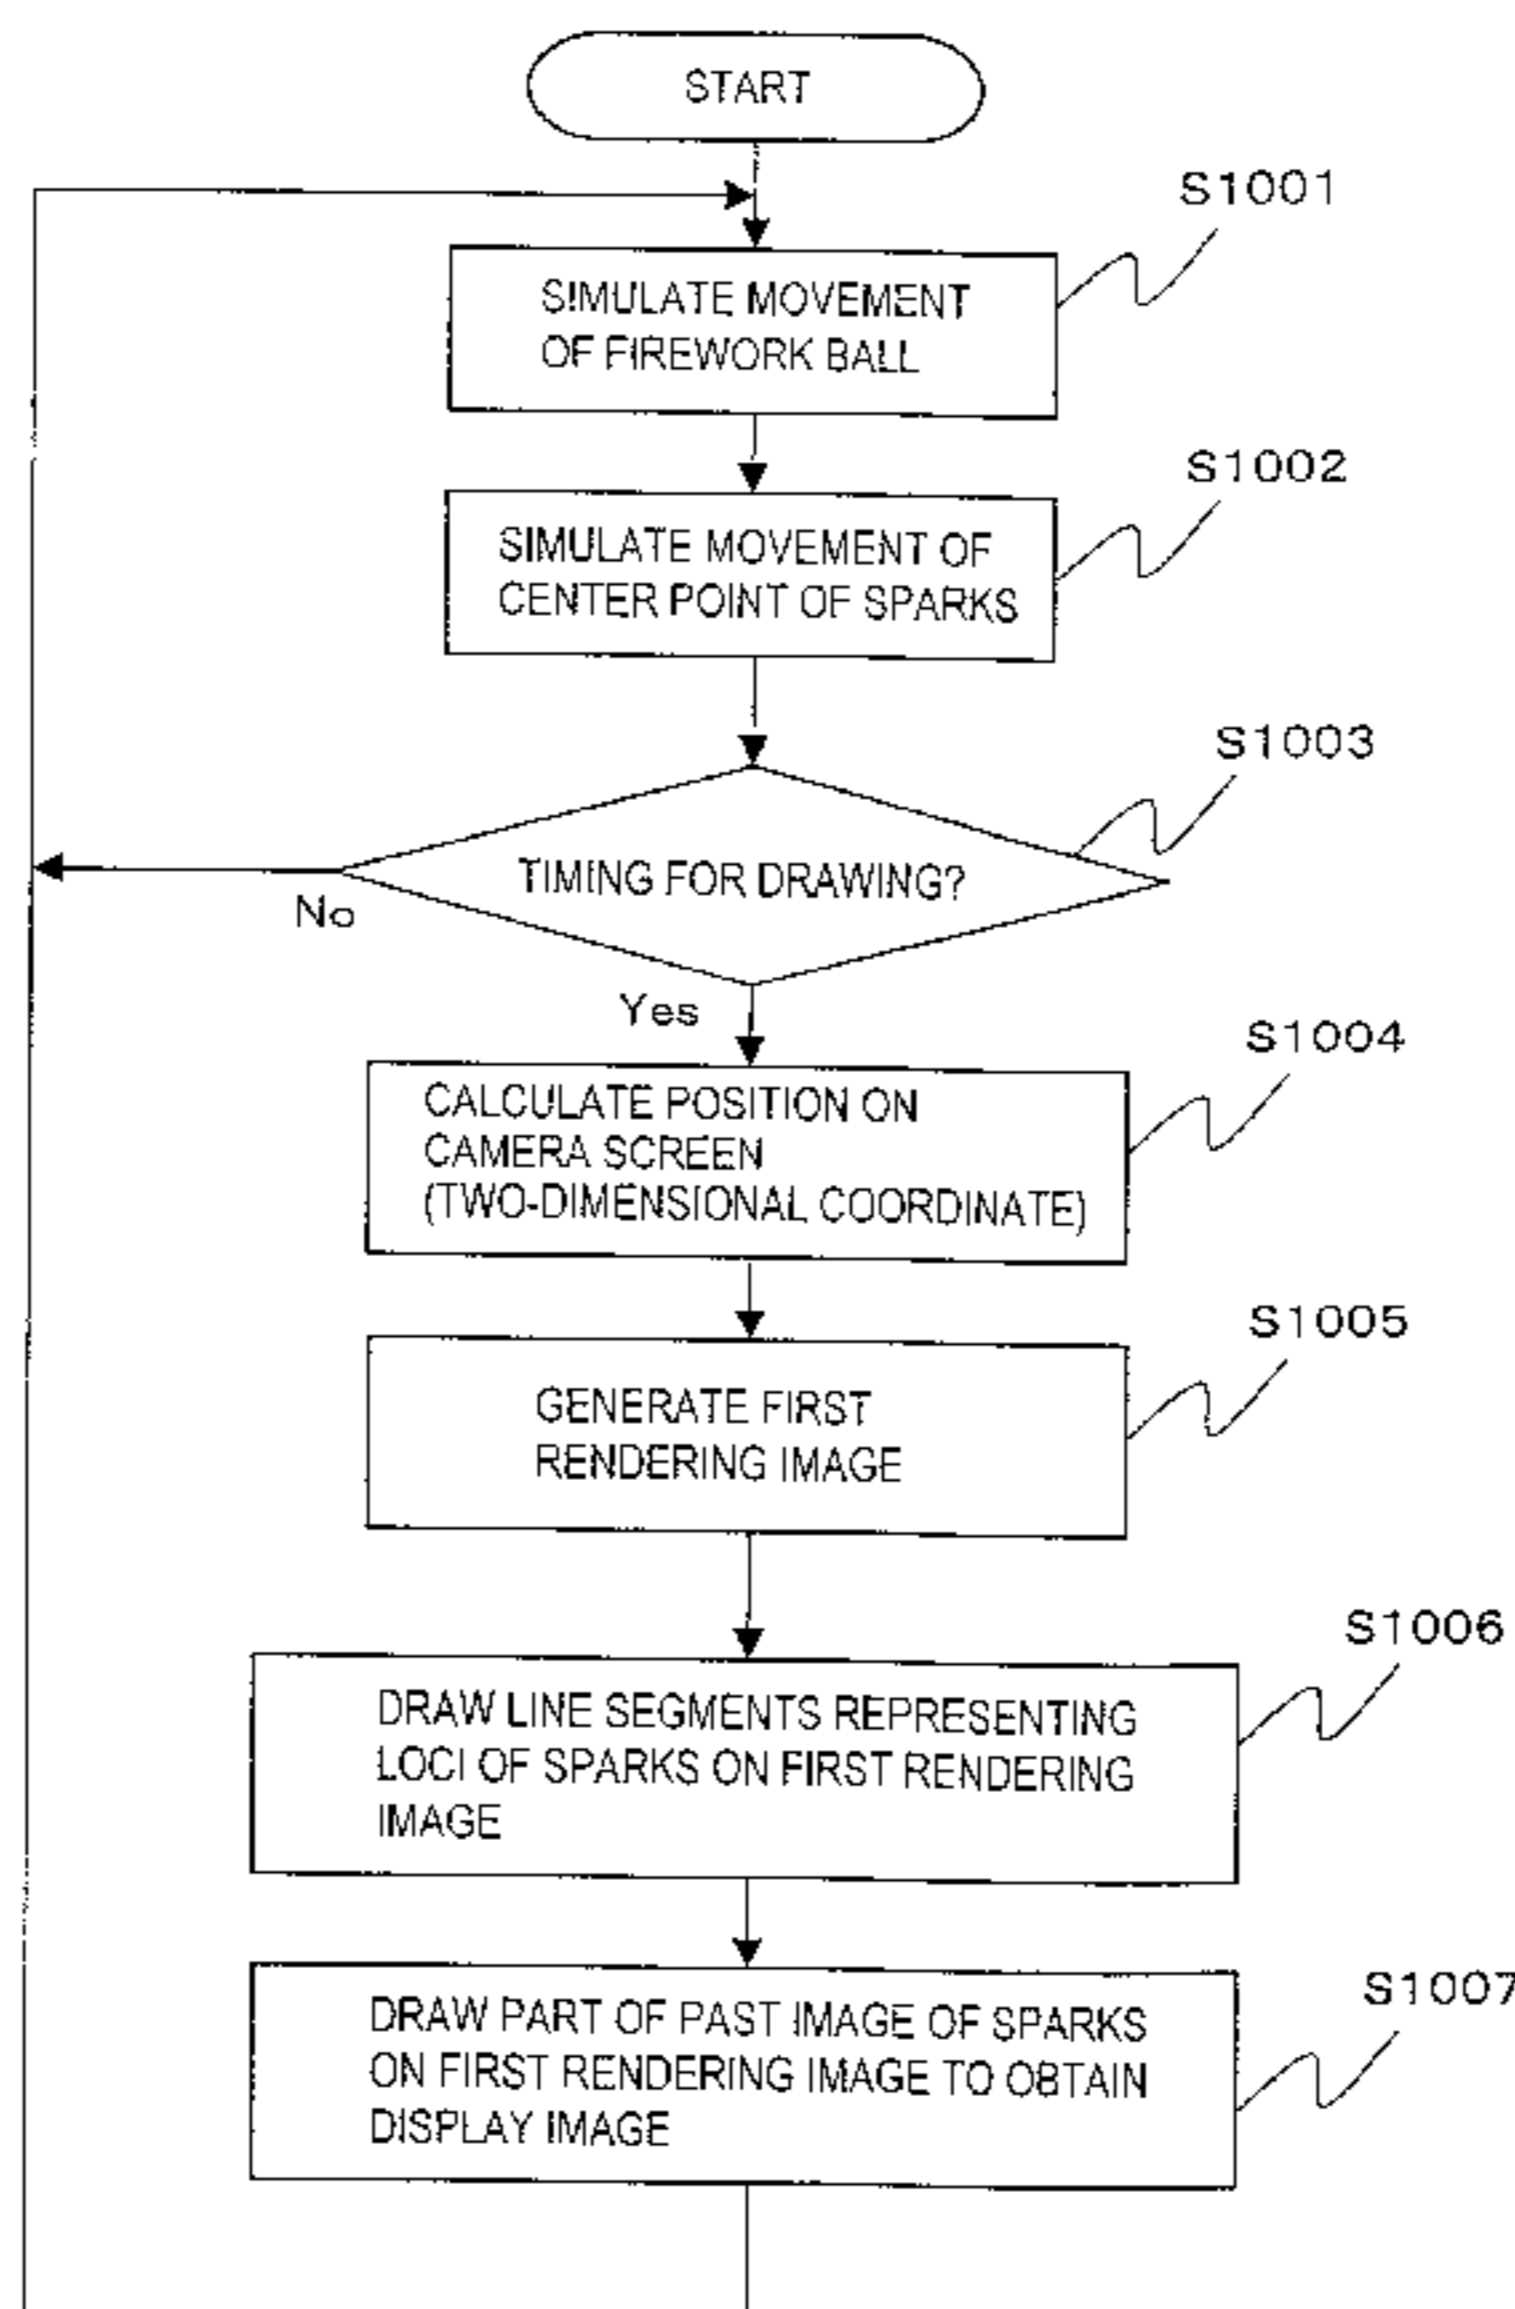 START
S1001
SIMULATE MOVEMENT
OF FIREWORK BALL
S1002
SIMULATE MOVEMENT OF
CENTER POINT OF SPARKS
S1003
TIMING FOR DRAWING?
No
Yes
S1004
CALCULATE POSITION ON
CAMERA SCREEN
(TWO-DIMENSIONAL COORDINATE)
S1005
GENERATE FIRST
RENDERING IMAGE
S1006
DRAW LINE SEGMENTS REPRESENTING
LOCI OF SPARKS ON FIRST RENDERING
IMAGE
S1007
DRAW PART OF PAST IMAGE OF SPARKS
ON FIRST RENDERING IMAGE TO OBTAIN
DISPLAY IMAGE